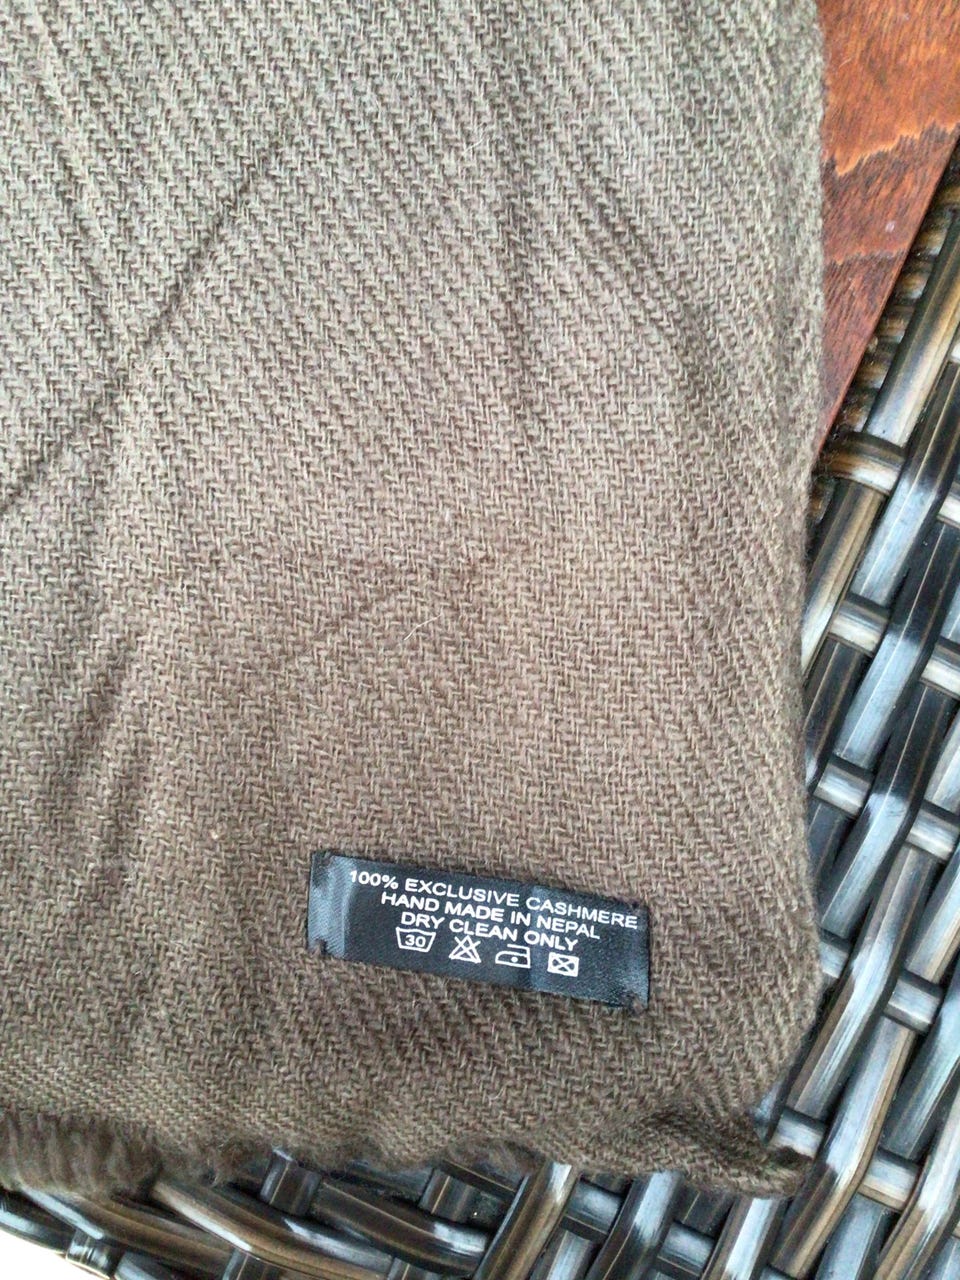 100% EXCLUSIVE CASHMERE
HAND MADE IN NEPAL
DRY CLEAN ONLY
30